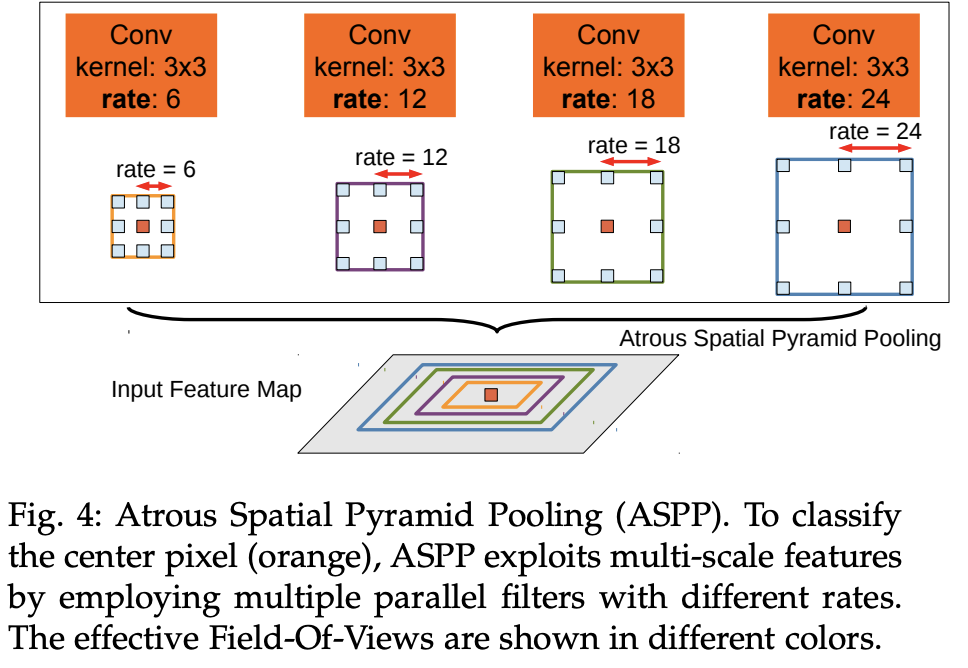 Conv
kernel: 3x3
rate: 6
Conv
kernel: 3x3
rate: 12
Conv
kernel: 3x3
rate: 18
Conv
kernel: 3x3
rate: 24
rate = 6
rate = 12
rate = 18
rate = 24
Atrous Spatial Pyramid Pooling
Input Feature Map
Fig. 4: Atrous Spatial Pyramid Pooling (ASPP). To classify
the center pixel (orange), ASPP exploits multi-scale features
by employing multiple parallel filters with different rates.
The effective Field-Of-Views are shown in different colors.